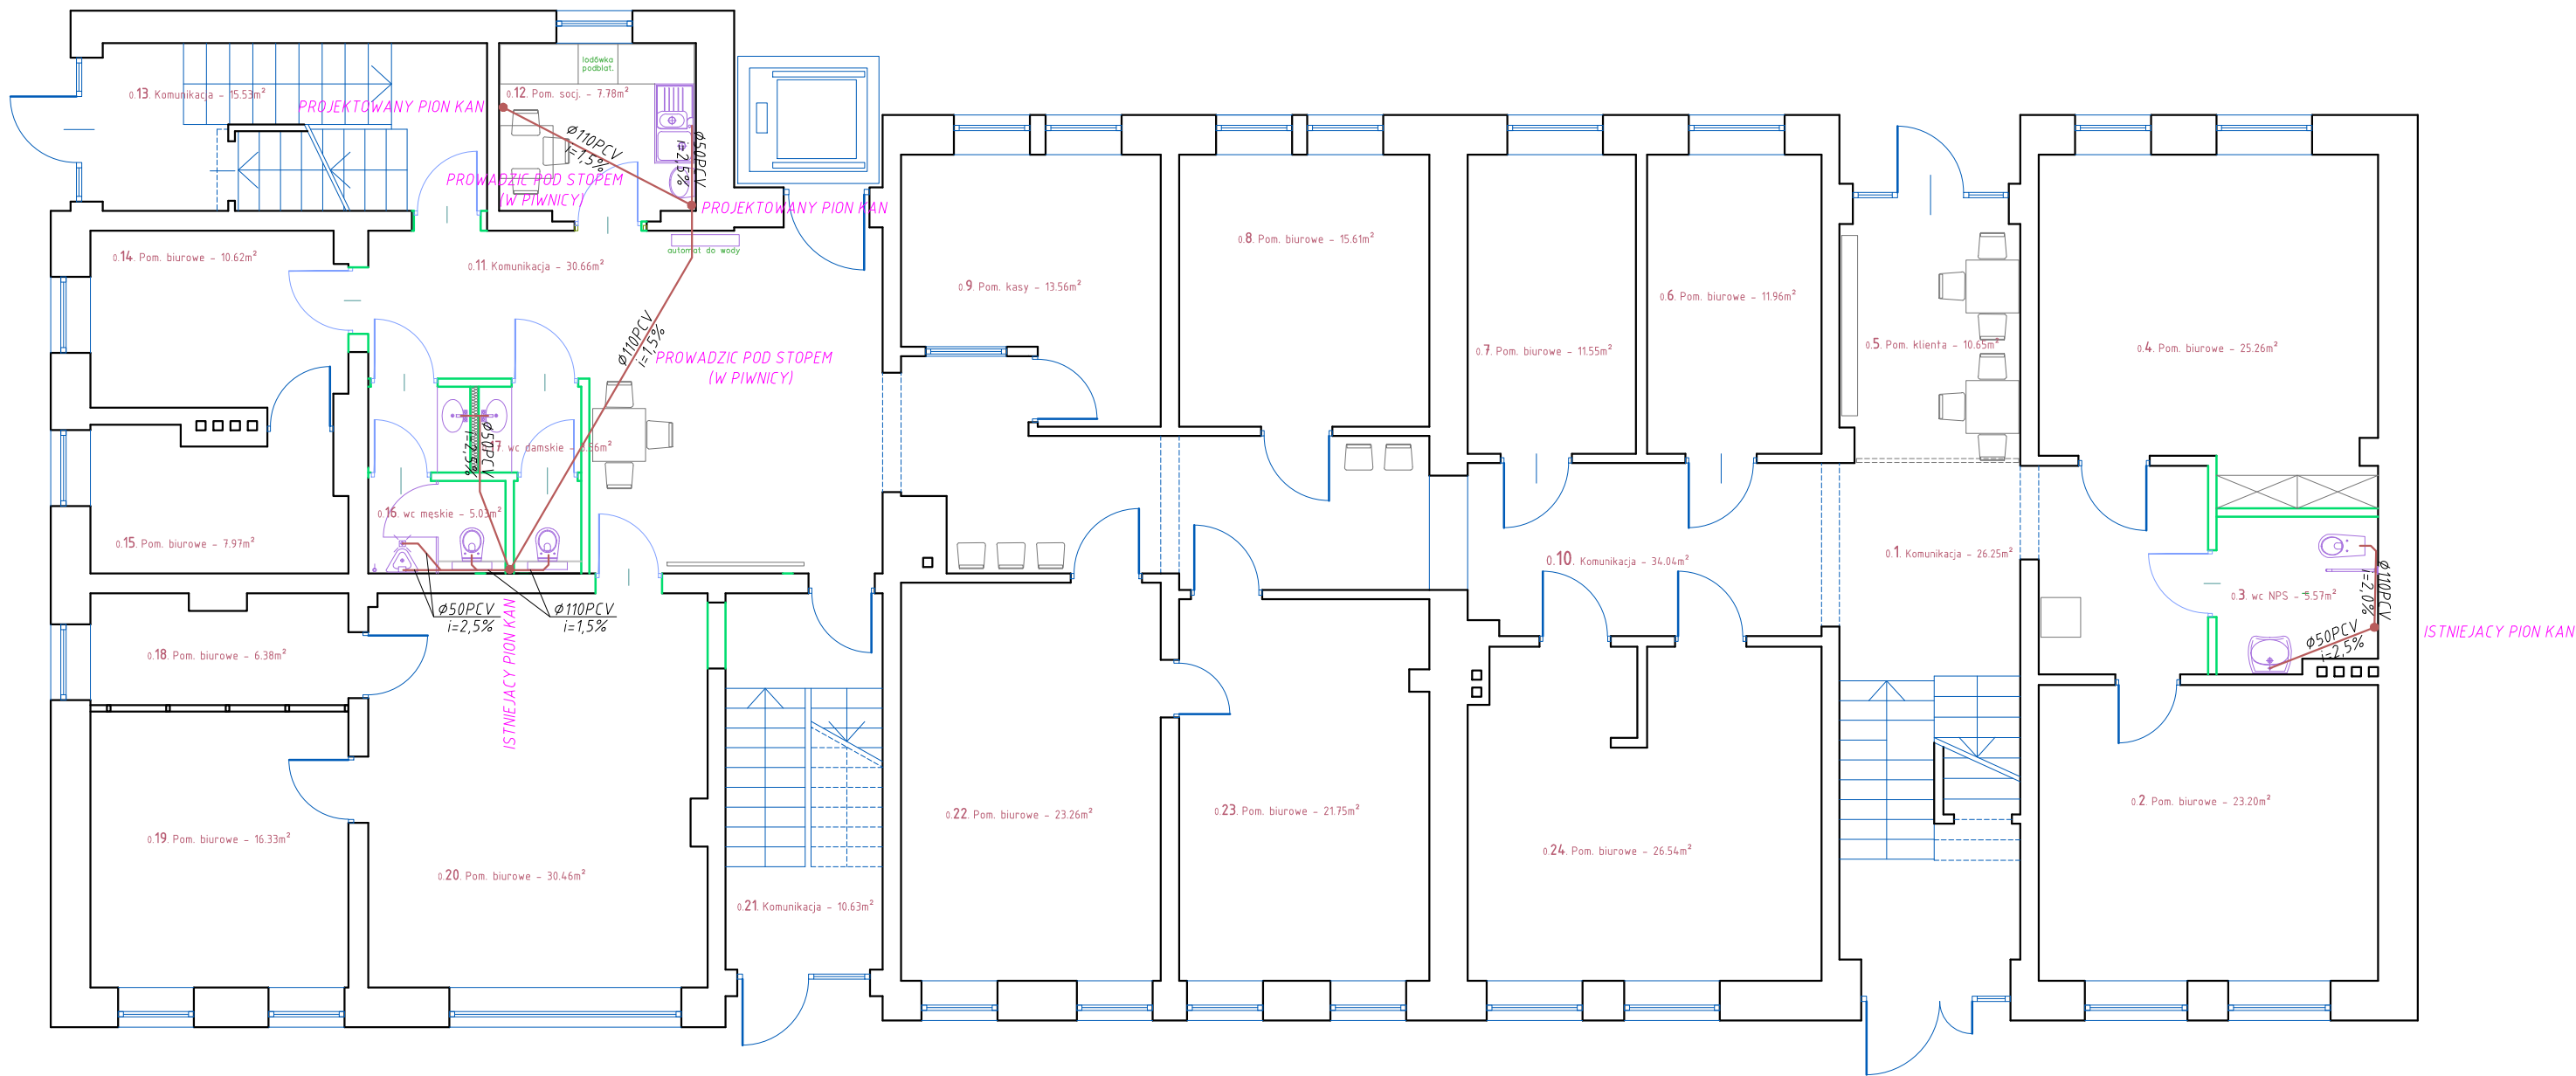 lodówka
podblat.
0.13. Komunikacja - 15.53m²
PROJEKTOWANY PION KAN
0.12. Pom. socj. - 7.78m²
Ø110PCV
i=1,5%
Ø50PCV
i=2,5%
PROWADZIC POD STOPEM
(W PIWNICY)
PROJEKTOWANY PION KAN
automat do wody
0.14. Pom. biurowe - 10.62m²
0.11. Komunikacja - 30.66m²
0.9. Pom. kasy - 13.56m²
0.8. Pom. biurowe - 15.61m²
0.7. Pom. biurowe - 11.55m²
0.6. Pom. biurowe - 11.96m²
0.5. Pom. klienta - 10.65m²
0.4. Pom. biurowe - 25.26m²
Ø110PCV
i=1,5%
PROWADZIC POD STOPEM
(W PIWNICY)
Ø50PCV
i=2,5%
7. wc damskie - 5.56m²
0.16. wc męskie - 5.03m²
0.15. Pom. biurowe - 7.97m²
0.10. Komunikacja - 34.04m²
0.1. Komunikacja - 26.25m²
0.3. wc NPS - 5.57m²
Ø110PCV
i=2,0%
Ø50PCV
i=2,5%
ISTNIEJACY PION KAN
Ø50PCV
i=2,5%
Ø110PCV
i=1,5%
ISTNIEJACY PION KAN
0.18. Pom. biurowe - 6.38m²
0.19. Pom. biurowe - 16.33m²
0.20. Pom. biurowe - 30.46m²
0.21. Komunikacja - 10.63m²
0.22. Pom. biurowe - 23.26m²
0.23. Pom. biurowe - 21.75m²
0.24. Pom. biurowe - 26.54m²
0.2. Pom. biurowe - 23.20m²